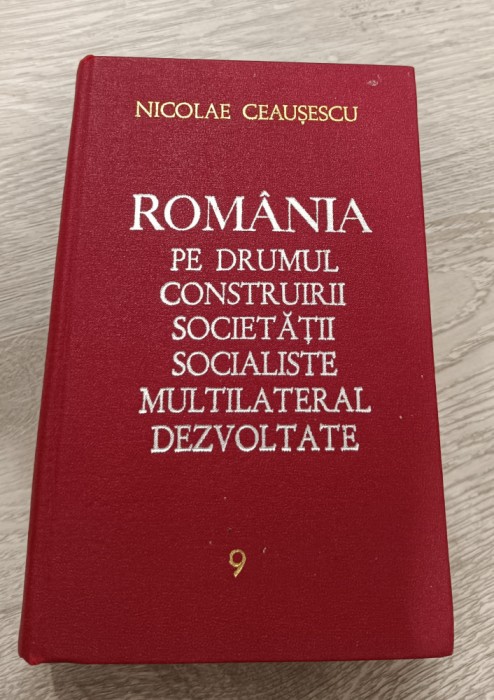 NICOLAE CEAUȘESCU
ROMÂNIA
PE DRUMUL
CONSTRUIRII
SOCIETĂȚII
SOCIALISTE
MULTILATERAL
DEZVOLTATE
9